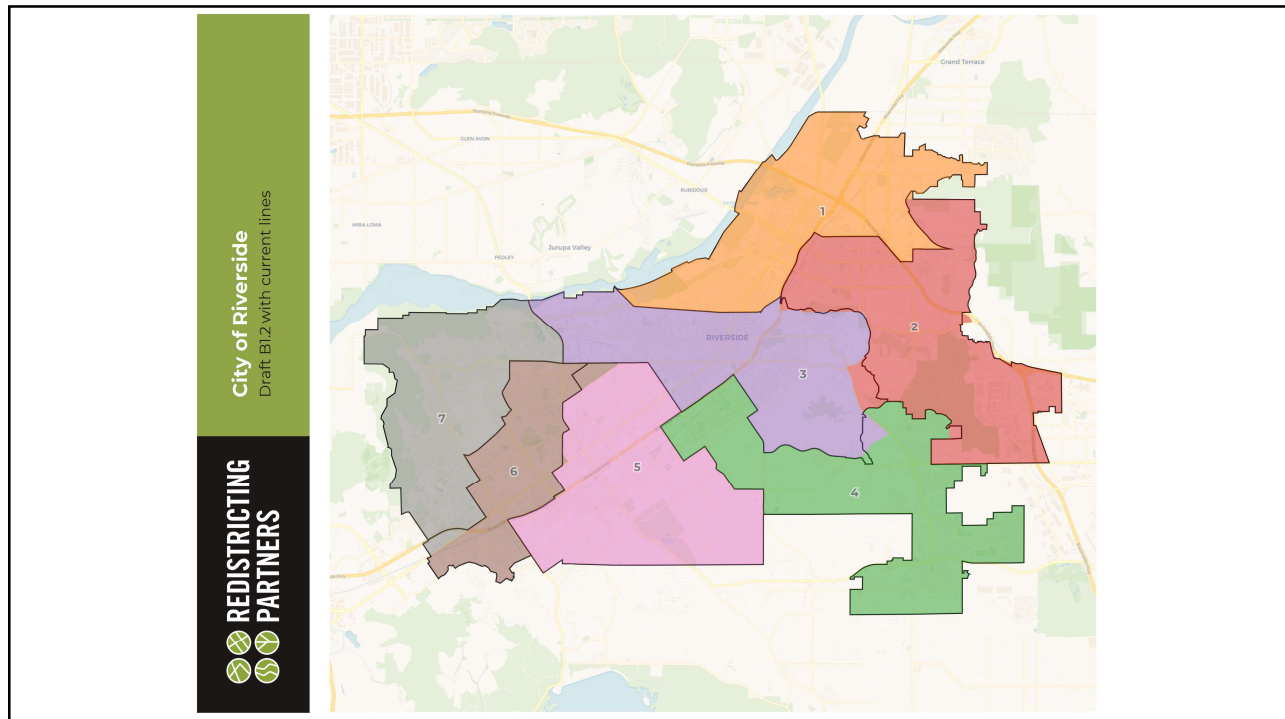 City of Riverside
Draft B1.2 with current lines
REDISTRICTING
PARTNERS
Grand Terrace
GLEN AVON
RUBIDOUX
MIRA LOMA
Jurupa Valley
PEDLEY
RIVERSIDE
1
2
3
4
5
6
7